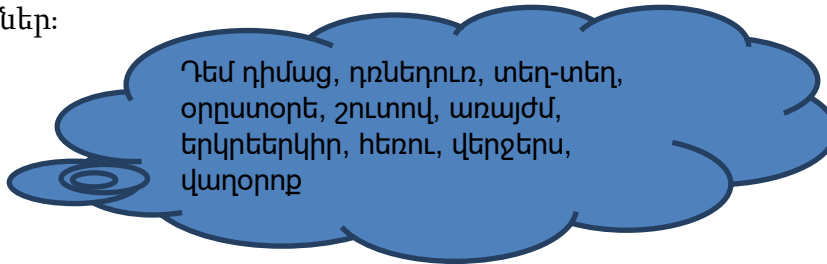 ներ:
Դեմ դիմաց, դռնեդուռ, տեղ-տեղ,
օրըստօրե, շուտով, առայժմ,
երկրեերկիր, հեռու, վերջերս,
վաղօրոք